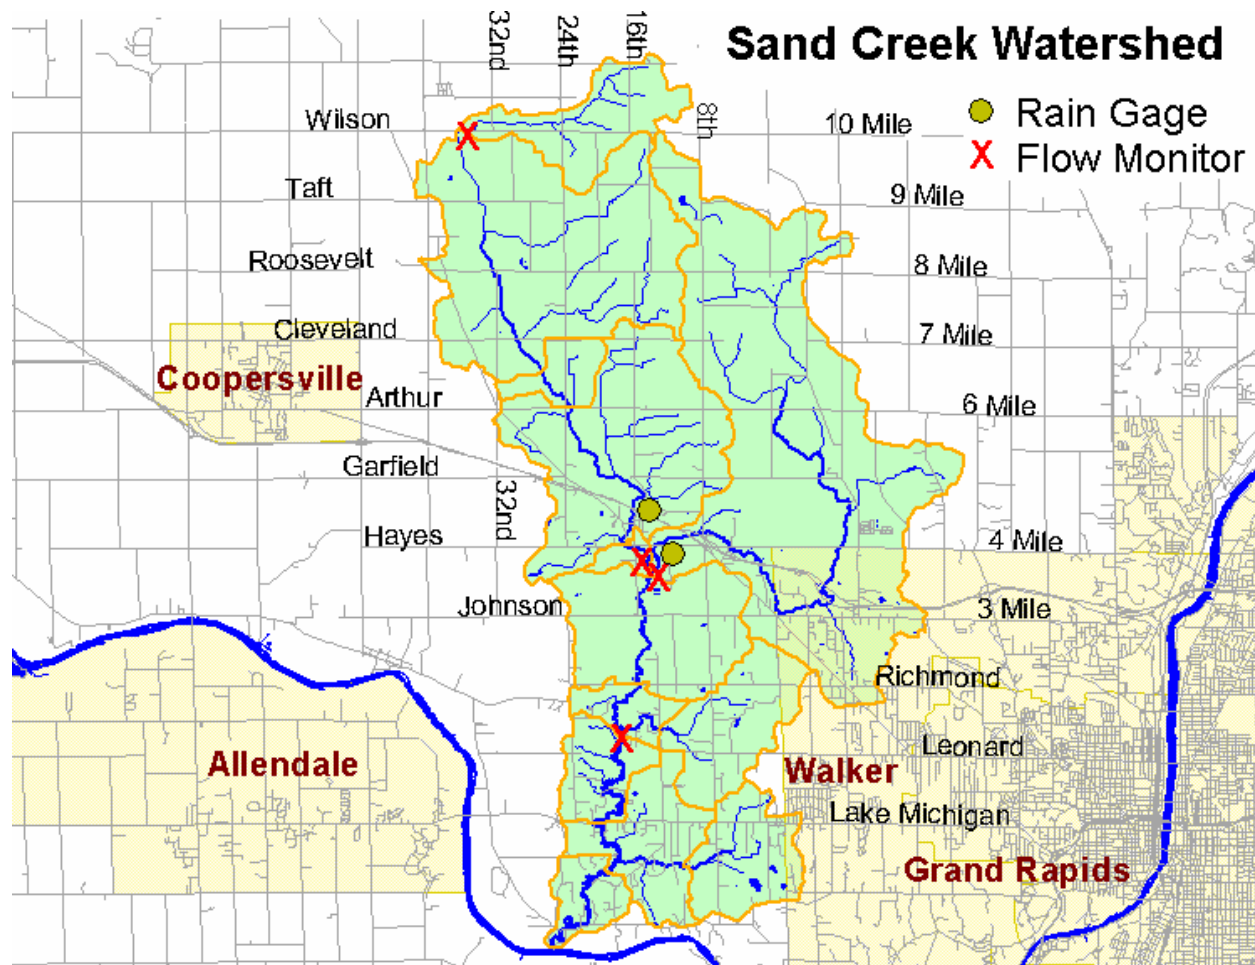 Sand Creek Watershed
Rain Gage
Flow Monitor
32nd
24th
16th
8th
Wilson
10 Mile
Taft
9 Mile
Roosevelt
8 Mile
Cleveland
7 Mile
Coopersville
Arthur
6 Mile
Garfield
32nd
Hayes
4 Mile
Johnson
3 Mile
Richmond
Leonard
Allendale
Walker
Lake Michigan
Grand Rapids